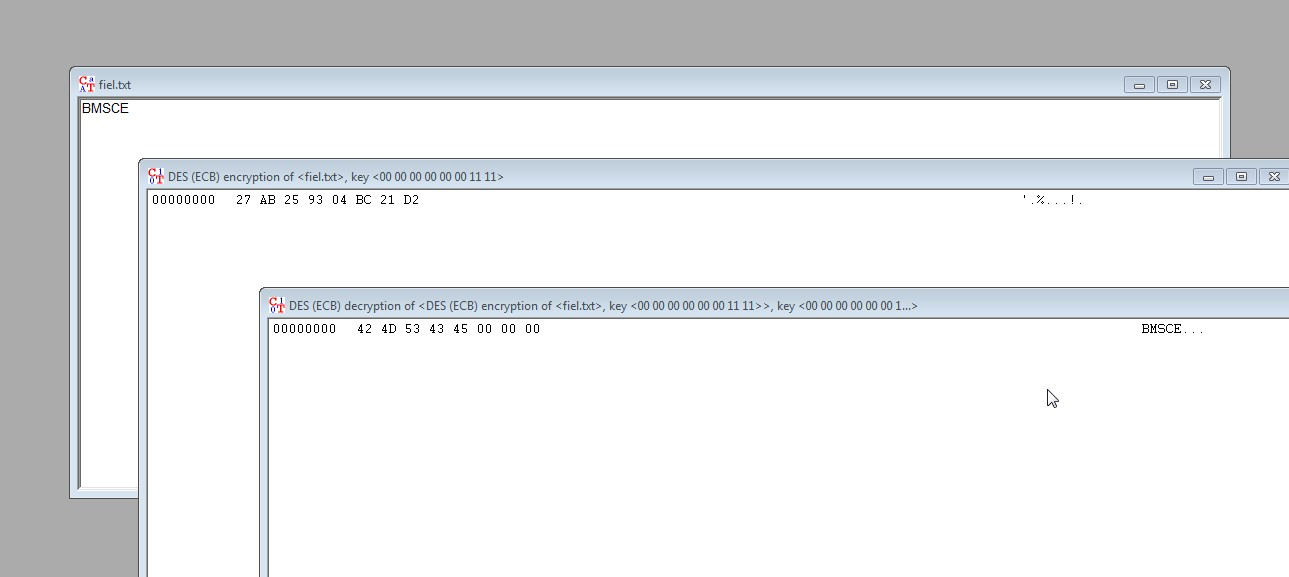 fiel.txt
BMSCE
DES (ECB) encryption of <fiel.txt>, key <00 00 00 00 00 00 11 11>
00000000 27 AB 25 93 04 BC 21 D2 '.%...!.
DES (ECB) decryption of <DES (ECB) encryption of <fiel.txt>, key <00 00 00 00 00 00 11 11>>, key <00 00 00 00 00 00 1...>
00000000 42 4D 53 43 45 00 00 00 BMSCE...